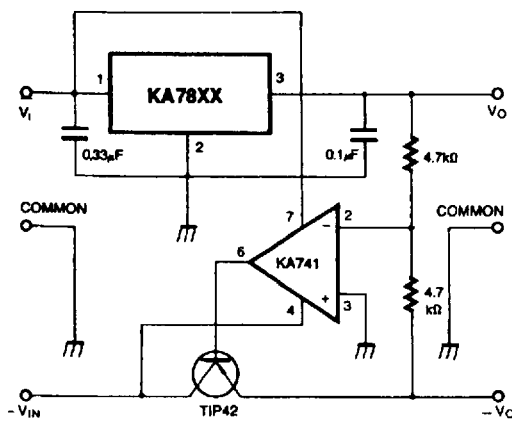 1
KA78XX
3
VI
VO
0.33µF
2
0.1µF
4.7kΩ
COMMON
7
2
COMMON
6
KA741
−
4
+
3
4.7
kΩ
−VIN
TIP42
−VO